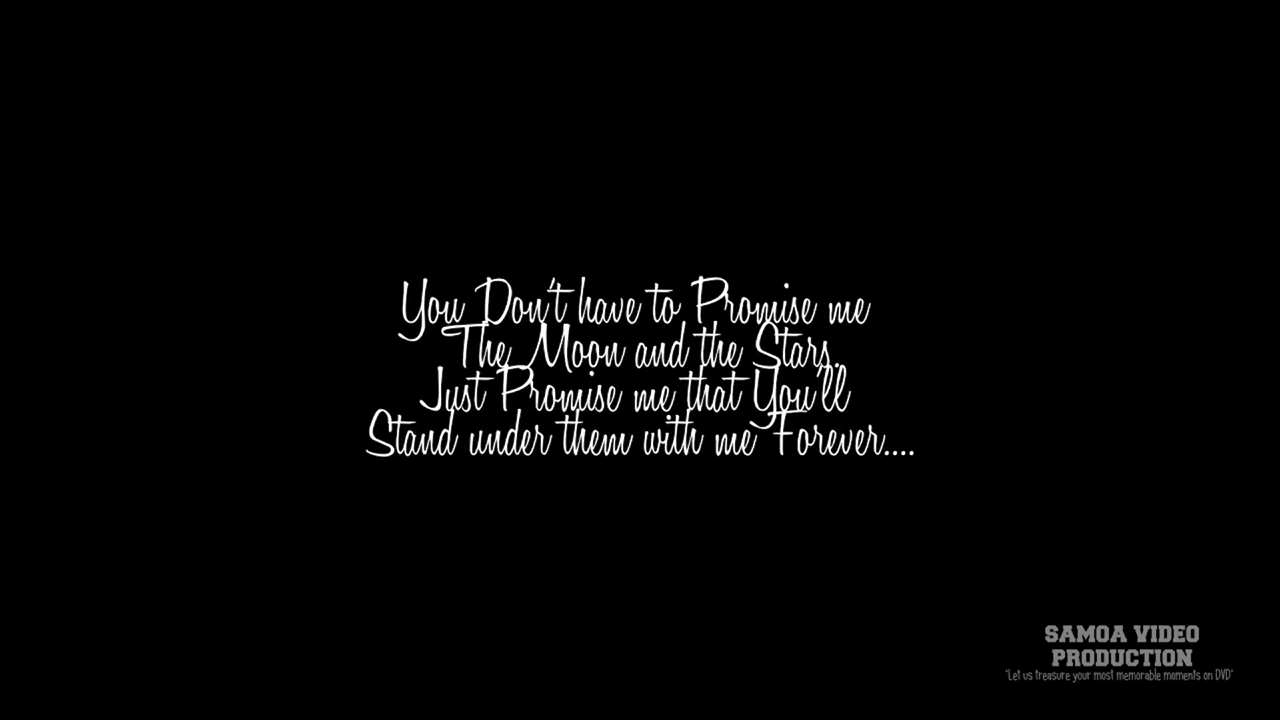 You Don't have to Promise me
The Moon and the Stars.
Just Promise me that You'll
Stand under them with me Forever....
SAMOA VIDEO
PRODUCTION
"Let us treasure your most memorable moments on DVD"